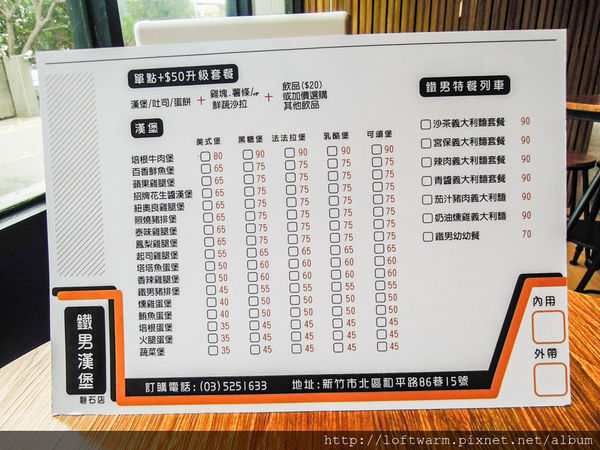 單點+$50升級套餐
漢堡/吐司/蛋餅 + 雞塊.薯條/or 鮮蔬沙拉 + 飲品($20) 或加價選購 其他飲品
漢堡
美式堡 黑糖堡 法法拉堡 乳酪堡 可頌堡
培根牛肉堡 80 90 90 90 90
百香鮮魚堡 65 75 75 75 75
蘋果雞腿堡 65 75 75 75 75
招牌花生醬漢堡 65 75 75 75 75
紐奧良雞腿堡 65 75 75 75 75
照燒豬排堡 65 75 75 75 75
泰味雞腿堡 65 75 75 75 75
鳳梨雞腿堡 65 75 75 75 75
起司雞腿堡 55 65 65 65 65
塔塔魚蛋堡 50 60 60 60 60
香辣雞腿堡 50 60 60 60 60
鐵男豬排堡 45 55 55 55 55
燻雞蛋堡 40 50 50 50 50
鮪魚蛋堡 40 50 50 50 50
培根蛋堡 35 45 45 45 45
火腿蛋堡 35 45 45 45 45
蔬菜堡 35 45 45 45 45
鐵男特餐列車
沙茶義大利麵套餐 90
宮保義大利麵套餐 90
辣肉義大利麵套餐 90
青醬義大利麵套餐 90
茄汁豬肉義大利麵 90
奶油燻雞義大利麵 90
鐵男幼幼餐 70
內用
外帶
鐵男漢堡
磐石店
訂購電話:(03)5251633 地址:新竹市北區和平路86巷15號
http://loftwarm.pixnet.net/album